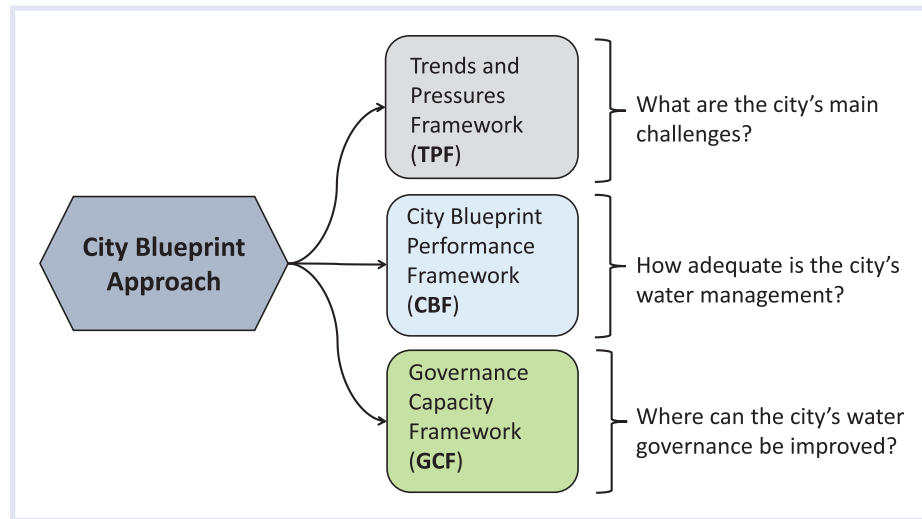 City Blueprint
Approach
Trends and
Pressures
Framework
(TPF)
What are the city’s main
challenges?
City Blueprint
Performance
Framework
(CBF)
How adequate is the city’s
water management?
Governance
Capacity
Framework
(GCF)
Where can the city’s water
governance be improved?